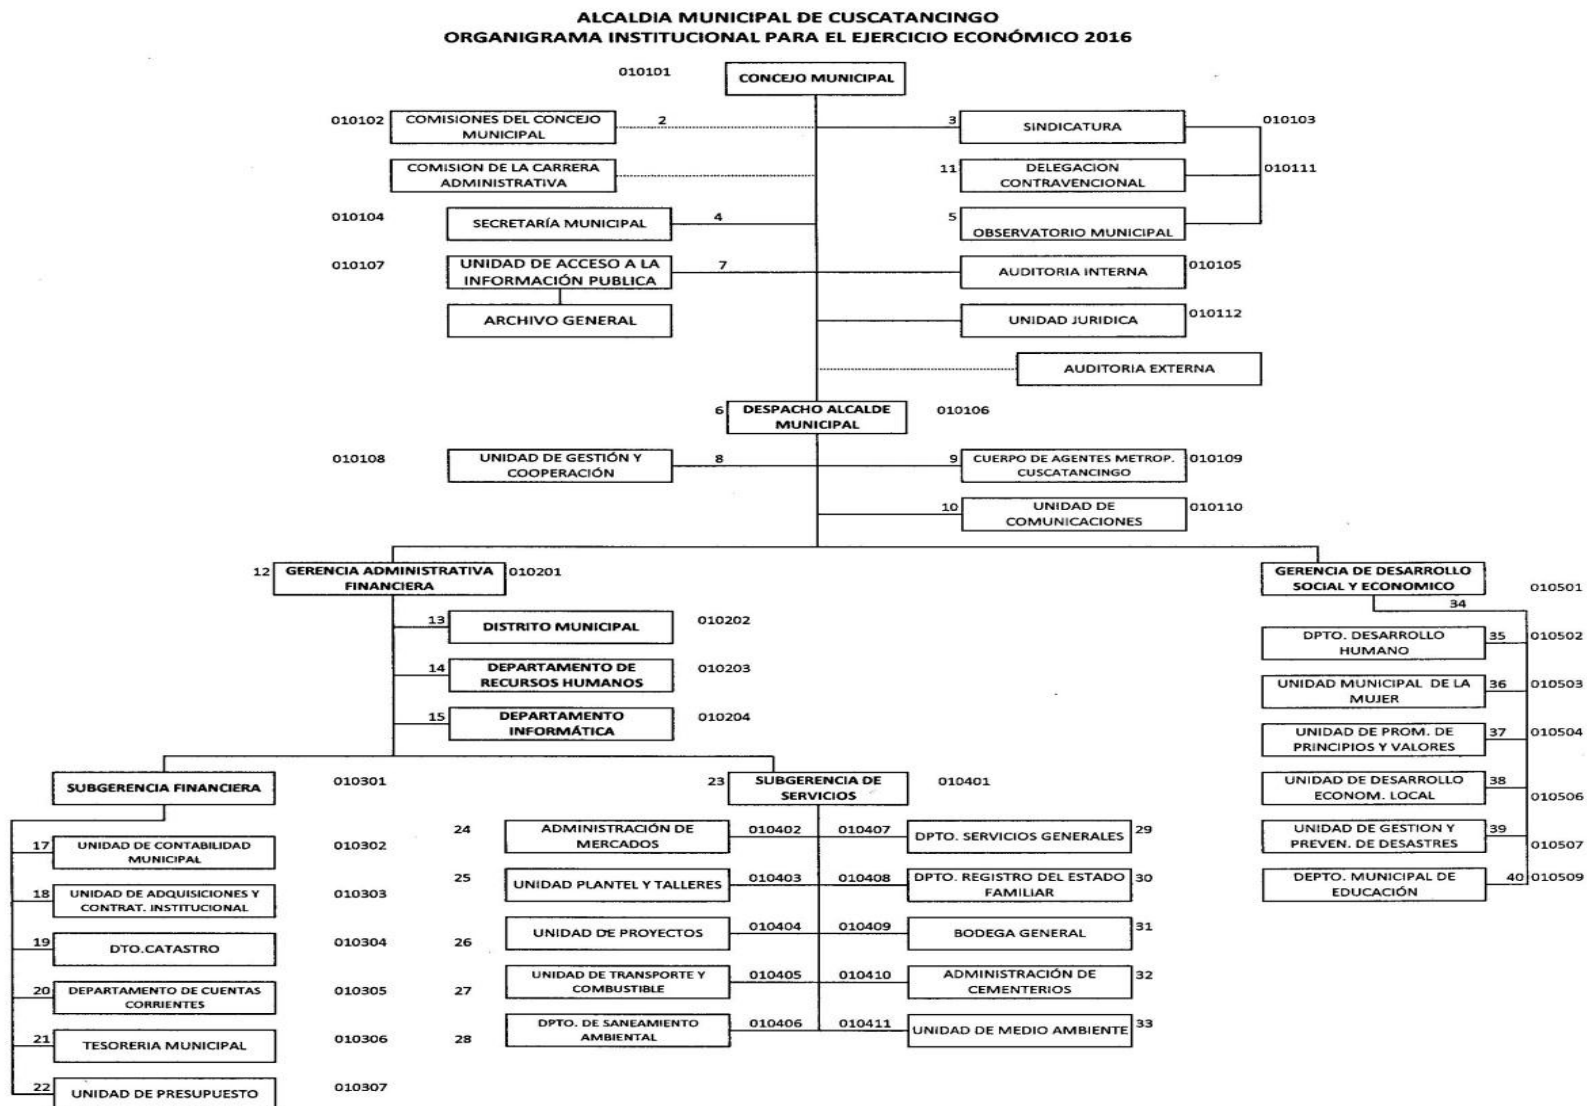 ALCALDIA MUNICIPAL DE CUSCATANCINGO
ORGANIGRAMA INSTITUCIONAL PARA EL EJERCICIO ECONÓMICO 2016
010101
CONCEJO MUNICIPAL
010102
COMISIONES DEL CONCEJO
MUNICIPAL
2
3
SINDICATURA
010103
COMISION DE LA CARRERA
ADMINISTRATIVA
11
DELEGACION
CONTRAVENCIONAL
010111
010104
SECRETARÍA MUNICIPAL
4
5
OBSERVATORIO MUNICIPAL
010107
UNIDAD DE ACCESO A LA
INFORMACIÓN PUBLICA
7
AUDITORIA INTERNA
010105
ARCHIVO GENERAL
UNIDAD JURIDICA
010112
AUDITORIA EXTERNA
6
DESPACHO ALCALDE
MUNICIPAL
010106
010108
UNIDAD DE GESTIÓN Y
COOPERACIÓN
8
9
CUERPO DE AGENTES METROP.
CUSCATANCINGO
010109
10
UNIDAD DE
COMUNICACIONES
010110
12
GERENCIA ADMINISTRATIVA
FINANCIERA
010201
GERENCIA DE DESARROLLO
SOCIAL Y ECONOMICO
010501
34
13
DISTRITO MUNICIPAL
010202
DPTO. DESARROLLO
HUMANO
35
010502
14
DEPARTAMENTO DE
RECURSOS HUMANOS
010203
UNIDAD MUNICIPAL DE LA
MUJER
36
010503
15
DEPARTAMENTO
INFORMÁTICA
010204
UNIDAD DE PROM. DE
PRINCIPIOS Y VALORES
37
010504
SUBGERENCIA FINANCIERA
010301
23
SUBGERENCIA DE
SERVICIOS
010401
UNIDAD DE DESARROLLO
ECONOM. LOCAL
38
010506
17
UNIDAD DE CONTABILIDAD
MUNICIPAL
010302
24
ADMINISTRACIÓN DE
MERCADOS
010402
010407
DPTO. SERVICIOS GENERALES
29
UNIDAD DE GESTION Y
PREVEN. DE DESASTRES
39
010507
18
UNIDAD DE ADQUISICIONES Y
CONTRAT. INSTITUCIONAL
010303
25
UNIDAD PLANTEL Y TALLERES
010403
010408
DPTO. REGISTRO DEL ESTADO
FAMILIAR
30
DEPTO. MUNICIPAL DE
EDUCACIÓN
40
010509
19
DTO.CATASTRO
010304
26
UNIDAD DE PROYECTOS
010404
010409
BODEGA GENERAL
31
20
DEPARTAMENTO DE CUENTAS
CORRIENTES
010305
27
UNIDAD DE TRANSPORTE Y
COMBUSTIBLE
010405
010410
ADMINISTRACIÓN DE
CEMENTERIOS
32
21
TESORERIA MUNICIPAL
010306
28
DPTO. DE SANEAMIENTO
AMBIENTAL
010406
010411
UNIDAD DE MEDIO AMBIENTE
33
22
UNIDAD DE PRESUPUESTO
010307